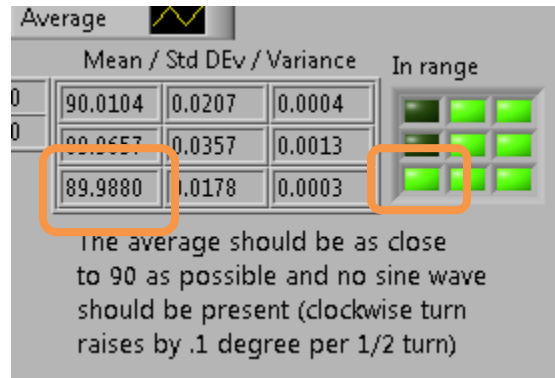 Average
Mean / Std DEv / Variance In range
0 90.0104 0.0207 0.0004
0 0.0357 0.0013
89.9880 0.0178 0.0003
The average should be as close
to 90 as possible and no sine wave
should be present (clockwise turn
raises by .1 degree per 1/2 turn)